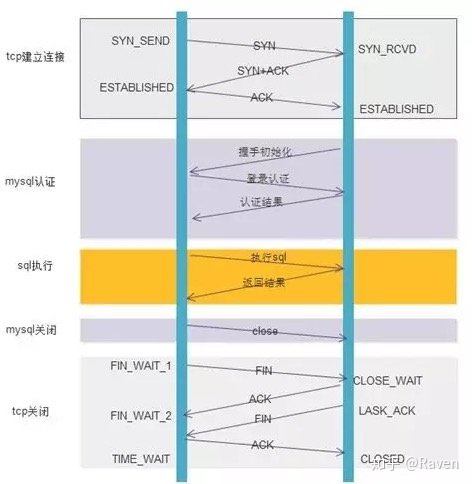 tcp建立连接
SYN_SEND
SYN
SYN_RCVD
SYN+ACK
ESTABLISHED
ACK
ESTABLISHED
mysql认证
握手初始化
登录认证
认证结果
sql执行
执行sql
返回结果
mysql关闭
close
tcp关闭
FIN_WAIT_1
FIN
CLOSE_WAIT
ACK
FIN_WAIT_2
FIN
LASK_ACK
ACK
TIME_WAIT
CLOSED
知乎 @Raven